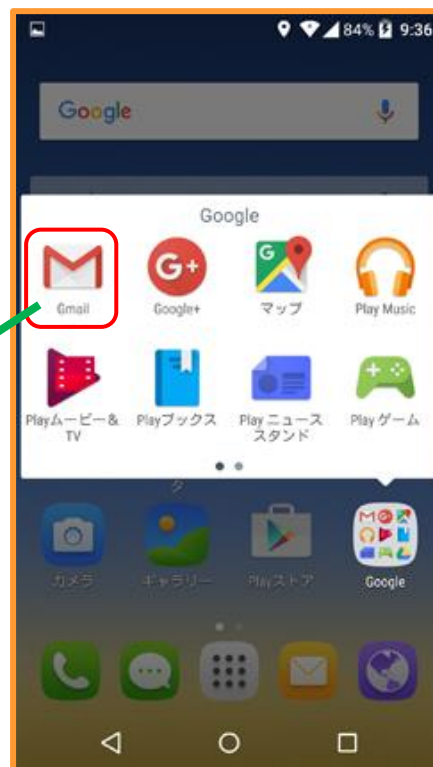 84% 9:36
Google
Google
Gmail
Google+
マップ
Play Music
Playムービー&
TV
Playブックス
Play ニュース
スタンド
Play ゲーム
タ
カメラ
ギャラリー
Playストア
Google